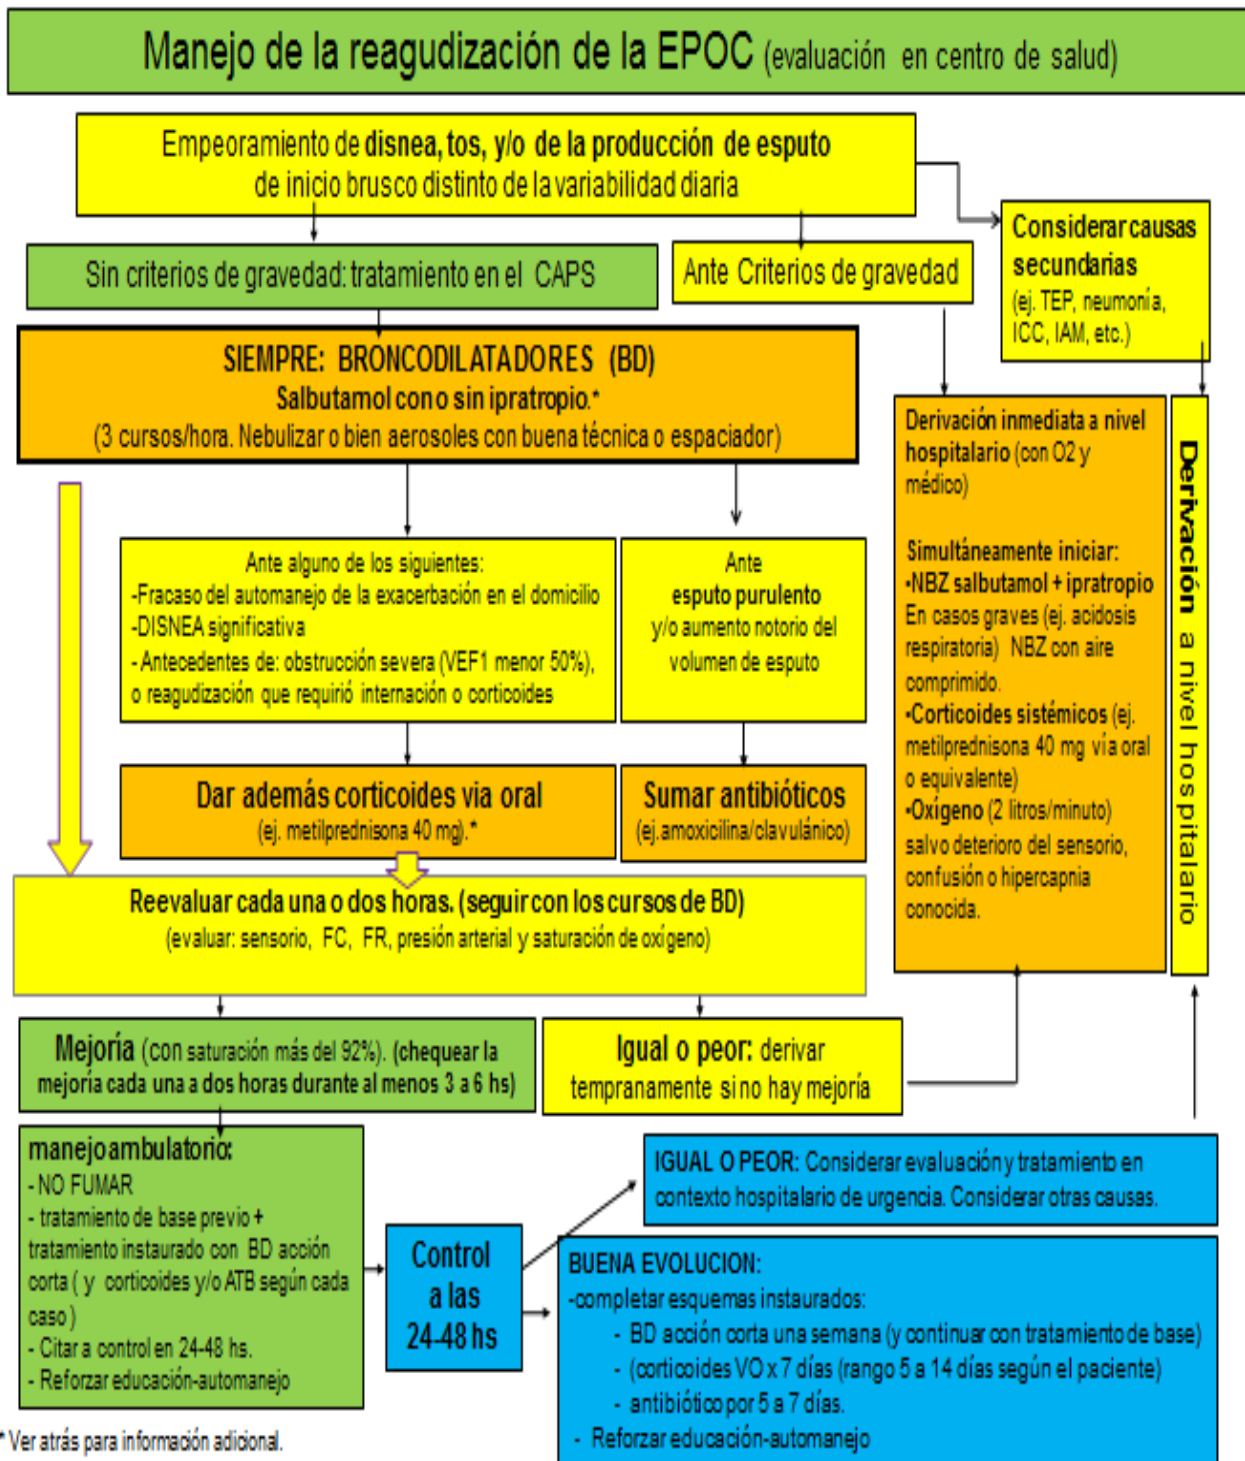 Manejo de la reagudización de la EPOC (evaluación en centro de salud)
Empeoramiento de disnea, tos, y/o de la producción de esputo
de inicio brusco distinto de la variabilidad diaria
Considerar causas
secundarias
(ej. TEP, neumonía,
ICC, IAM, etc.)
Sin criterios de gravedad: tratamiento en el CAPS
Ante Criterios de gravedad
SIEMPRE: BRONCODILATADORES (BD)
Salbutamol con o sin ipratropio.*
(3 cursos/hora. Nebulizar o bien aerosoles con buena técnica o espaciador)
Derivación inmediata a nivel
hospitalario (con O2 y
médico)
Simultáneamente iniciar:
•NBZ salbutamol + ipratropio
En casos graves (ej. acidosis
respiratoria) NBZ con aire
comprimido.
•Corticoides sistémicos (ej.
metilprednisona 40 mg vía oral
o equivalente)
•Oxígeno (2 litros/minuto)
salvo deterioro del sensorio,
confusión o hipercapnia
conocida.
Derivación a nivel hospitalario
Ante alguno de los siguientes:
-Fracaso del automanejo de la exacerbación en el domicilio
-DISNEA significativa
- Antecedentes de: obstrucción severa (VEF1 menor 50%),
o reagudización que requirió internación o corticoides
Ante
esputo purulento
y/o aumento notorio del
volumen de esputo
Dar además corticoides via oral
(ej. metilprednisona 40 mg).*
Sumar antibióticos
(ej.amoxicilina/clavulánico)
Reevaluar cada una o dos horas. (seguir con los cursos de BD)
(evaluar: sensorio, FC, FR, presión arterial y saturación de oxígeno)
Mejoría (con saturación más del 92%). (chequear la
mejoría cada una a dos horas durante al menos 3 a 6 hs)
Igual o peor: derivar
tempranamente si no hay mejoría
manejo ambulatorio:
- NO FUMAR
- tratamiento de base previo +
tratamiento instaurado con BD acción
corta ( y corticoides y/o ATB según cada
caso )
- Citar a control en 24-48 hs.
- Reforzar educación-automanejo
Control
a las
24-48 hs
IGUAL O PEOR: Considerar evaluación y tratamiento en
contexto hospitalario de urgencia. Considerar otras causas.
BUENA EVOLUCION:
-completar esquemas instaurados:
- BD acción corta una semana (y continuar con tratamiento de base)
- (corticoides VO x 7 días (rango 5 a 14 días según el paciente)
- antibiótico por 5 a 7 días.
- Reforzar educación-automanejo
* Ver atrás para información adicional.